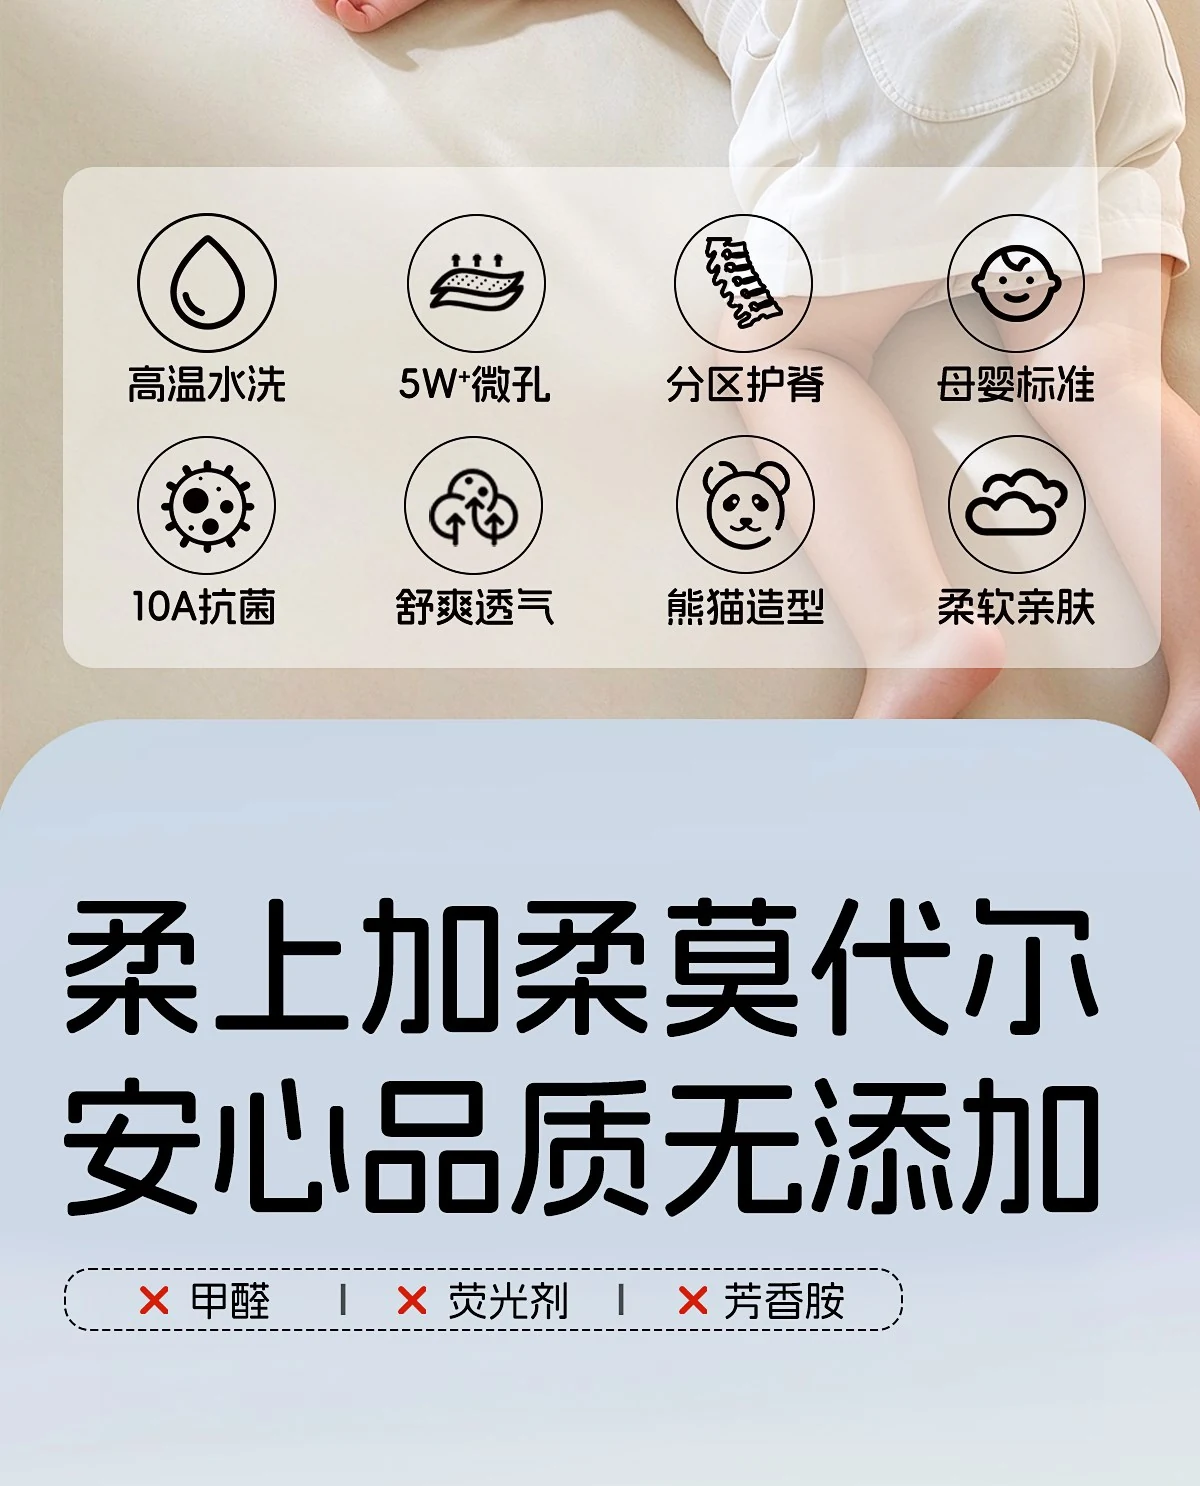 高温水洗
5W⁺微孔
分区护脊
母婴标准
10A抗菌
舒爽透气
熊猫造型
柔软亲肤
柔上加柔莫代尔
安心品质无添加
甲醛 | 荧光剂 | 芳香胺